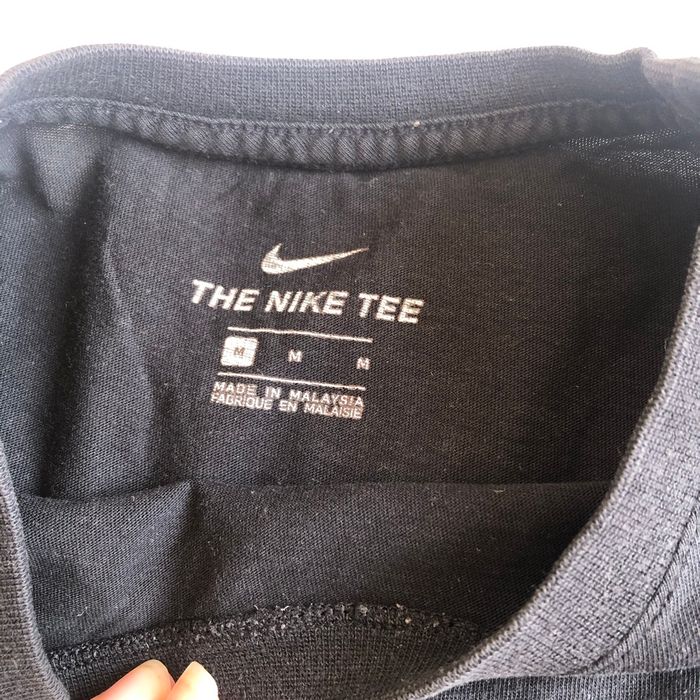 THE NIKE TEE
M M M
MADE IN MALAYSIA
FABRIQUE EN MALAISIE